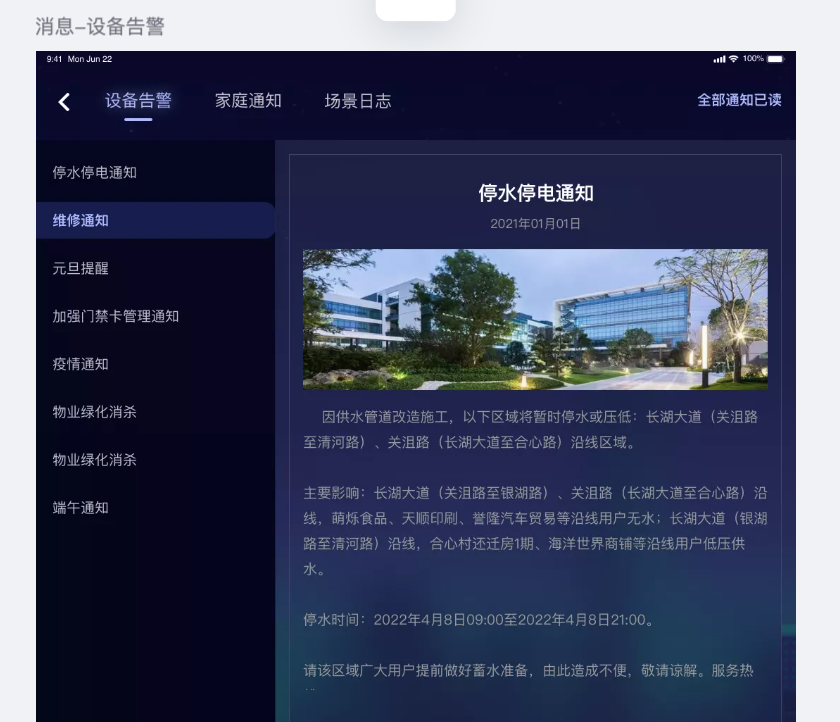 消息–设备告警
9:41 Mon Jun 22
100%
设备告警
家庭通知
场景日志
全部通知已读
停水停电通知
维修通知
元旦提醒
加强门禁卡管理通知
疫情通知
物业绿化消杀
物业绿化消杀
端午通知
停水停电通知
2021年01月01日
因供水管道改造施工，以下区域将暂时停水或压低：长湖大道（关沮路
至清河路）、关沮路（长湖大道至合心路）沿线区域。
主要影响：长湖大道（关沮路至银湖路）、关沮路（长湖大道至合心路）沿
线，萌烁食品、天顺印刷、誉隆汽车贸易等沿线用户无水；长湖大道（银湖
路至清河路）沿线，合心村还迁房1期、海洋世界商铺等沿线用户低压供
水。
停水时间：2022年4月8日09:00至2022年4月8日21:00。
请该区域广大用户提前做好蓄水准备，由此造成不便，敬请谅解。服务热